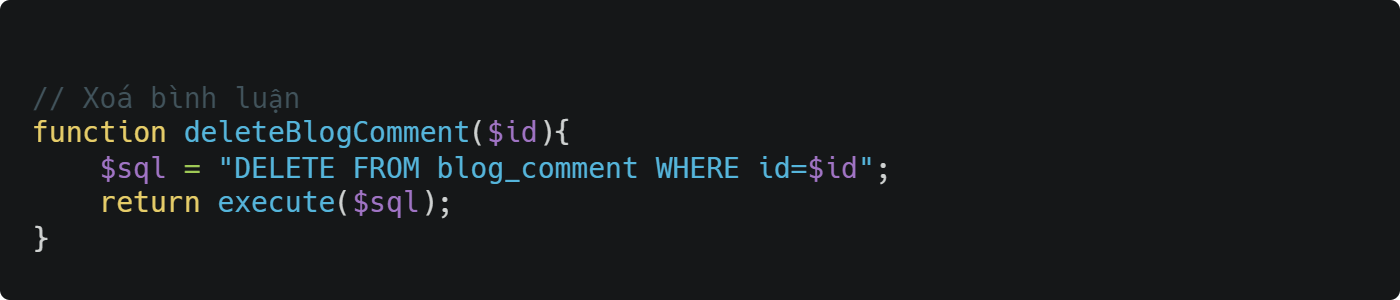 // Xoá bình luận
function deleteBlogComment($id){
    $sql = "DELETE FROM blog_comment WHERE id=$id";
    return execute($sql);
}